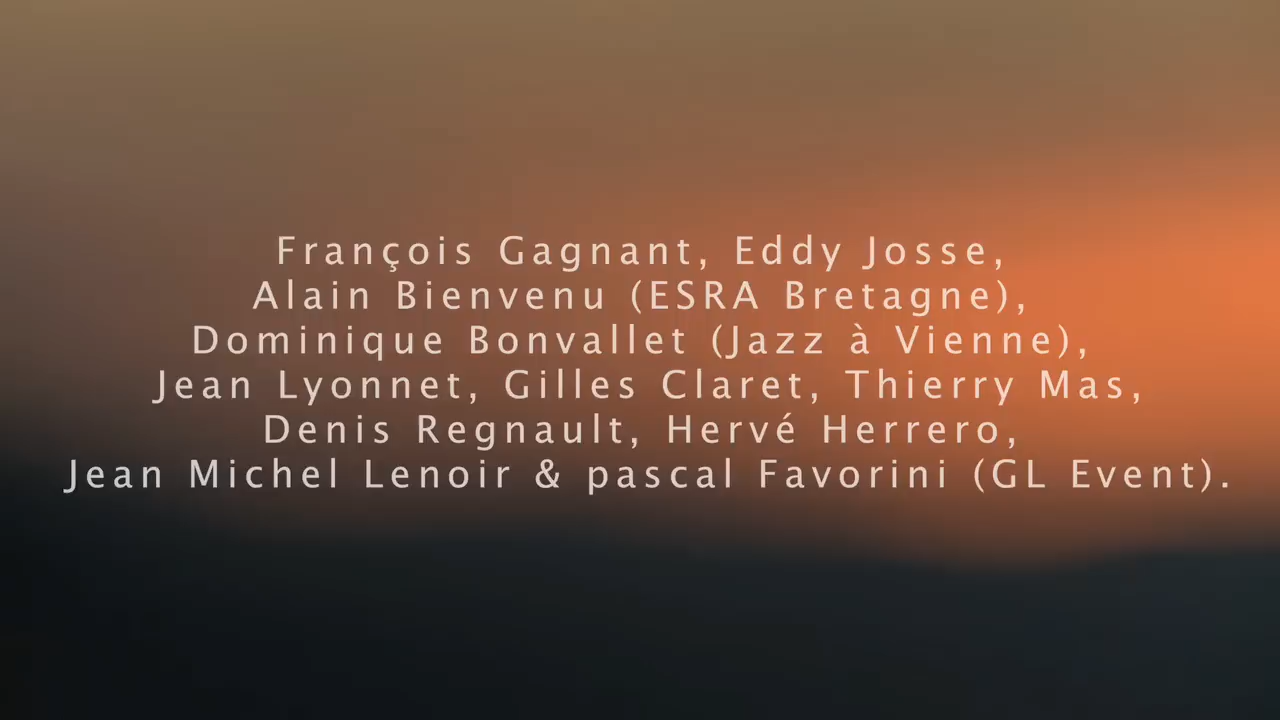 François Gagnant, Eddy Josse,
Alain Bienvenu (ESRA Bretagne),
Dominique Bonvallet (Jazz à Vienne),
Jean Lyonnet, Gilles Claret, Thierry Mas,
Denis Regnault, Hervé Herrero,
Jean Michel Lenoir & pascal Favorini (GL Event).